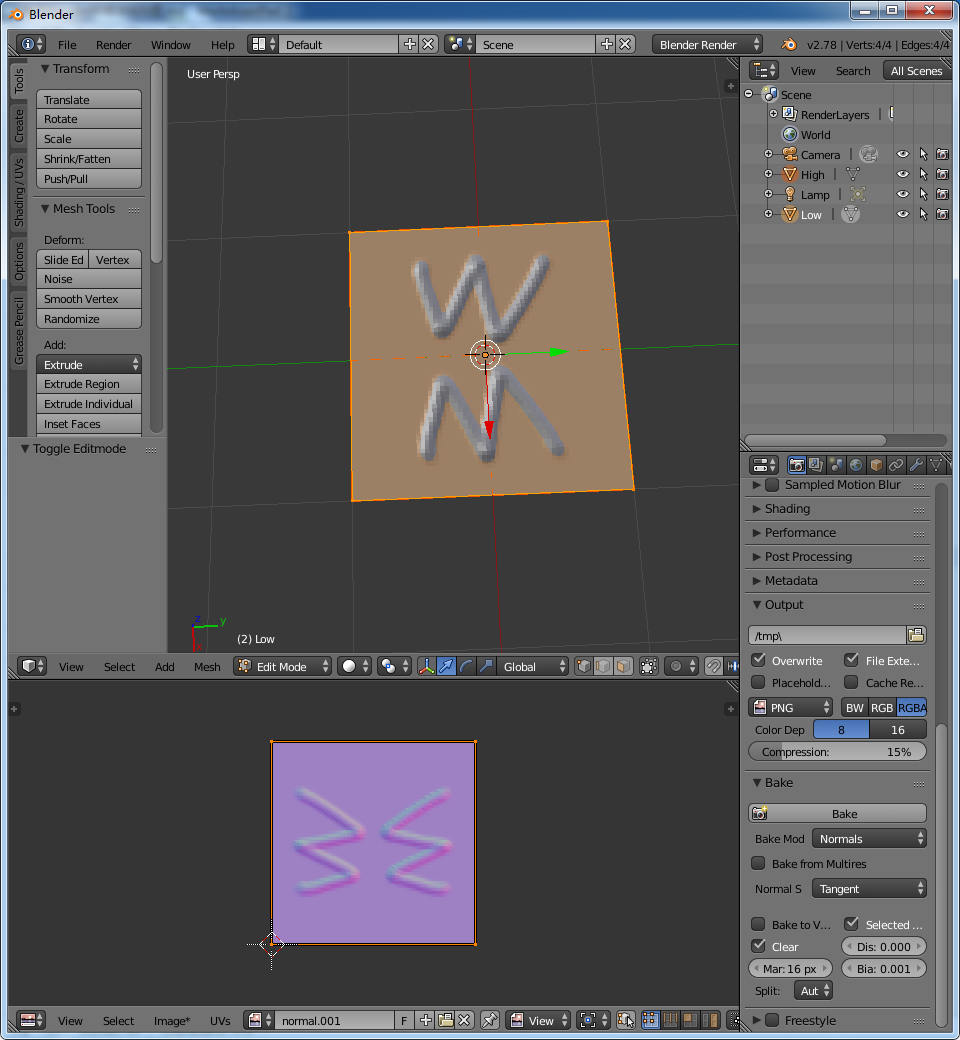 Blender
File Render Window Help Default Scene Blender Render v2.78 | Verts:4/4 | Edges:4/4
Tools
Create
Shading / UVs
Options
Grease Pencil
Transform
Translate
Rotate
Scale
Shrink/Fatten
Push/Pull
Mesh Tools
Deform:
Slide Ed Vertex
Noise
Smooth Vertex
Randomize
Add:
Extrude
Extrude Region
Extrude Individual
Inset Faces
Toggle Editmode
User Persp
z y
x
(2) Low
View Select Add Mesh Edit Mode Global
View Search All Scenes
Scene
RenderLayers
World
Camera
High
Lamp
Low
Sampled Motion Blur
Shading
Performance
Post Processing
Metadata
Output
/tmp\
Overwrite File Exte...
Placehold... Cache Re...
PNG BW RGB RGBA
Color Dep 8 16
Compression: 15%
Bake
Bake
Bake Mod Normals
Bake from Multires
Normal S Tangent
Bake to V... Selected ...
Clear Dis: 0.000
Mar: 16 px Bia: 0.001
Split: Aut
Freestyle
View Select Image* UVs normal.001 F View